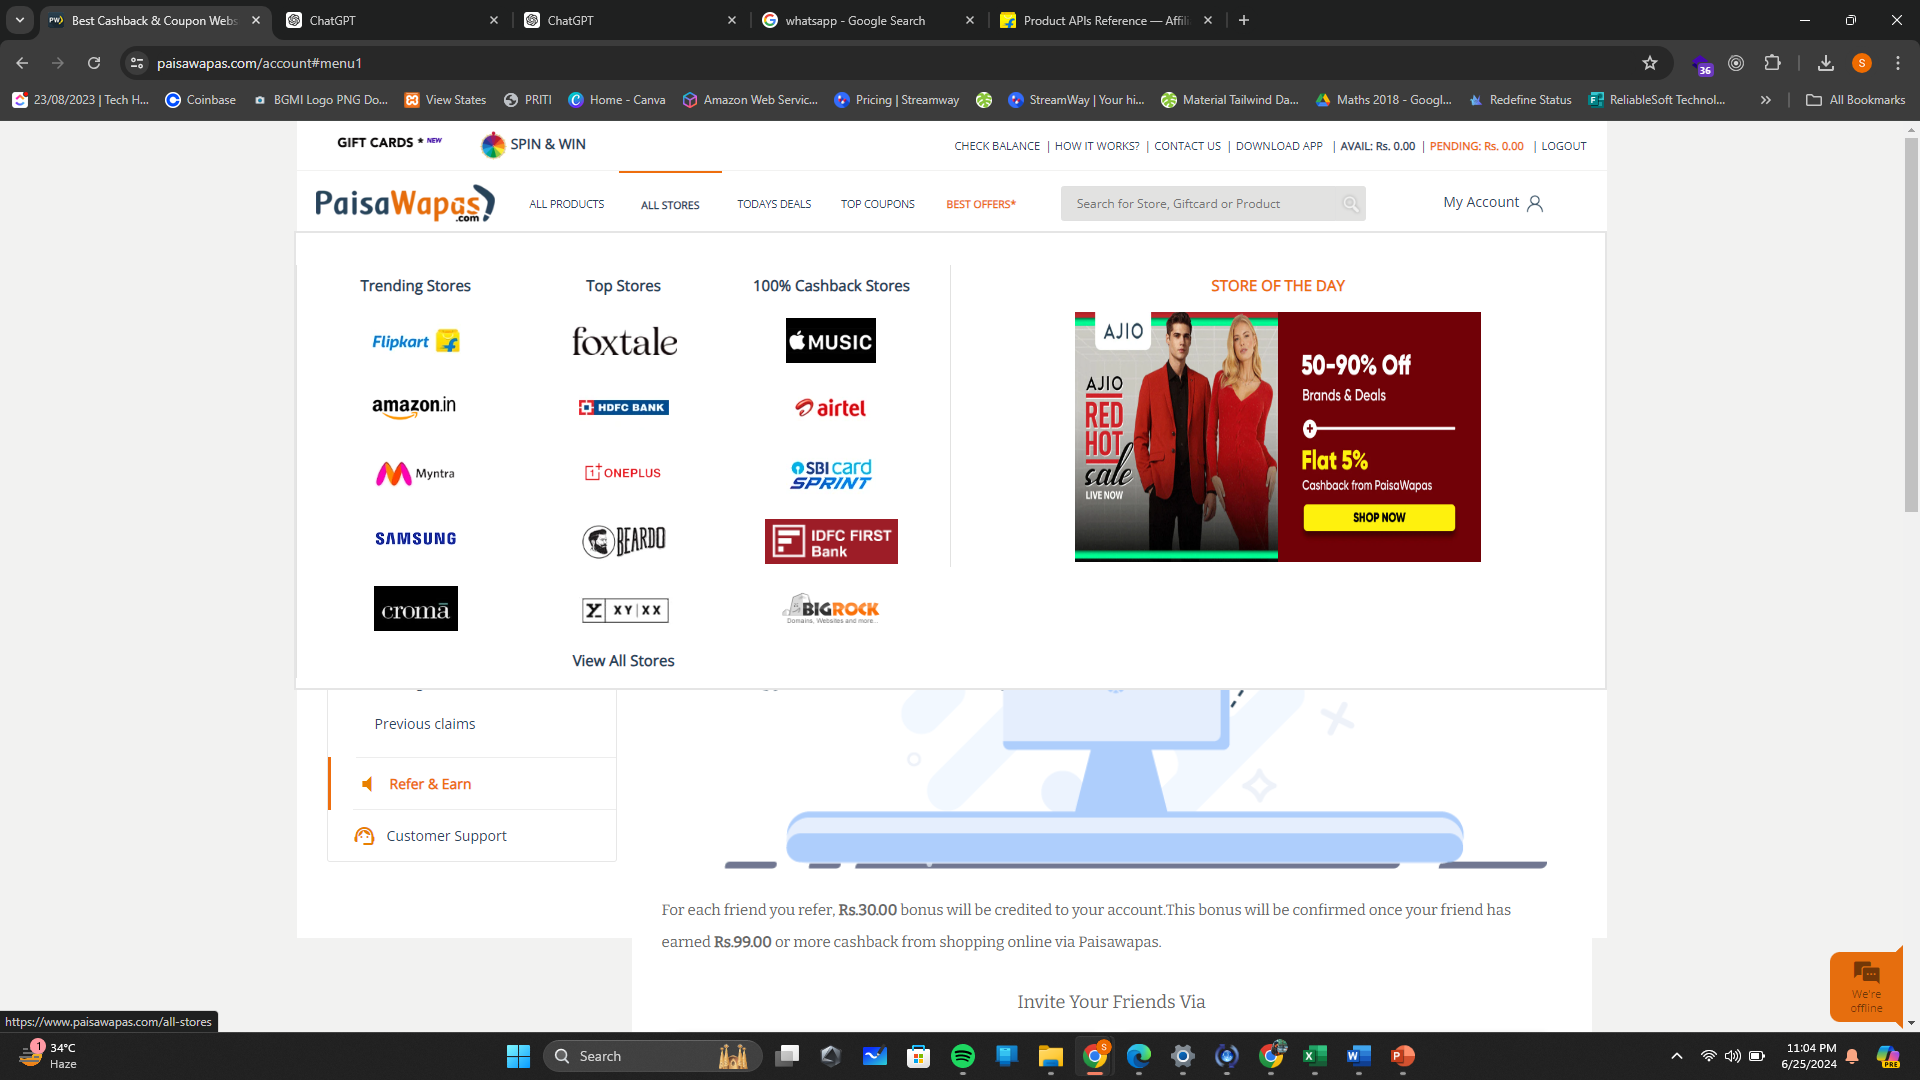 Best Cashback & Coupon Webs
ChatGPT
ChatGPT
whatsapp - Google Search
Product APIs Reference — Affili
paisawapas.com/account#menu1
36
S
23/08/2023 | Tech H...
Coinbase
BGMI Logo PNG Do...
View States
PRITI
Home - Canva
Amazon Web Servic...
Pricing | Streamway
StreamWay | Your hi...
Material Tailwind Da...
Maths 2018 - Googl...
Redefine Status
ReliableSoft Technol...
All Bookmarks
GIFT CARDS * NEW
SPIN & WIN
CHECK BALANCE | HOW IT WORKS? | CONTACT US | DOWNLOAD APP | AVAIL: Rs. 0.00 | PENDING: Rs. 0.00 | LOGOUT
PaisaWapas.com
ALL PRODUCTS
ALL STORES
TODAYS DEALS
TOP COUPONS
BEST OFFERS*
Search for Store, Giftcard or Product
My Account
Trending Stores
Top Stores
100% Cashback Stores
STORE OF THE DAY
Flipkart
foxtale
MUSIC
amazon.in
HDFC BANK
airtel
Myntra
ONEPLUS
SBI card
SPRINT
SAMSUNG
BEARDO
IDFC FIRST
Bank
croma
XY|XX
BIGROCK
Domains, Websites and more...
View All Stores
AJIO
AJIO
RED
HOT
sale
LIVE NOW
50-90% Off
Brands & Deals
Flat 5%
Cashback from PaisaWapas
SHOP NOW
Previous claims
Refer & Earn
Customer Support
For each friend you refer, Rs.30.00 bonus will be credited to your account.This bonus will be confirmed once your friend has
earned Rs.99.00 or more cashback from shopping online via Paisawapas.
Invite Your Friends Via
We're
offline
https://www.paisawapas.com/all-stores
1
34°C
Haze
Search
11:04 PM
6/25/2024